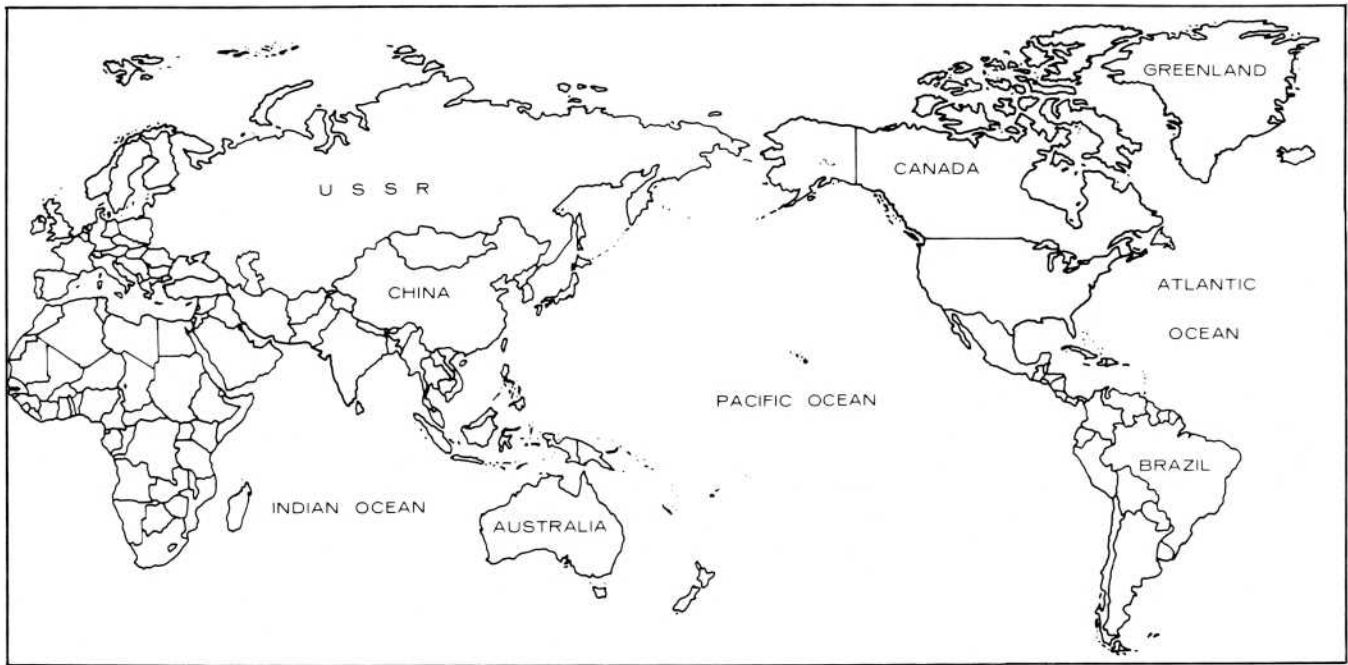 GREENLAND
CANADA
U S S R
CHINA
ATLANTIC
OCEAN
PACIFIC OCEAN
BRAZIL
INDIAN OCEAN
AUSTRALIA